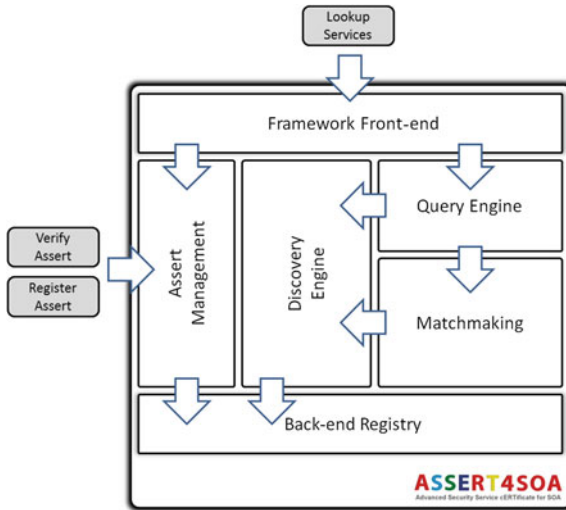 Lookup
Services
Framework Front-end
Verify
Assert
Register
Assert
Assert
Management
Discovery
Engine
Query Engine
Matchmaking
Back-end Registry
ASSERT4SOA
Advanced Security Service cERTificate for SOA